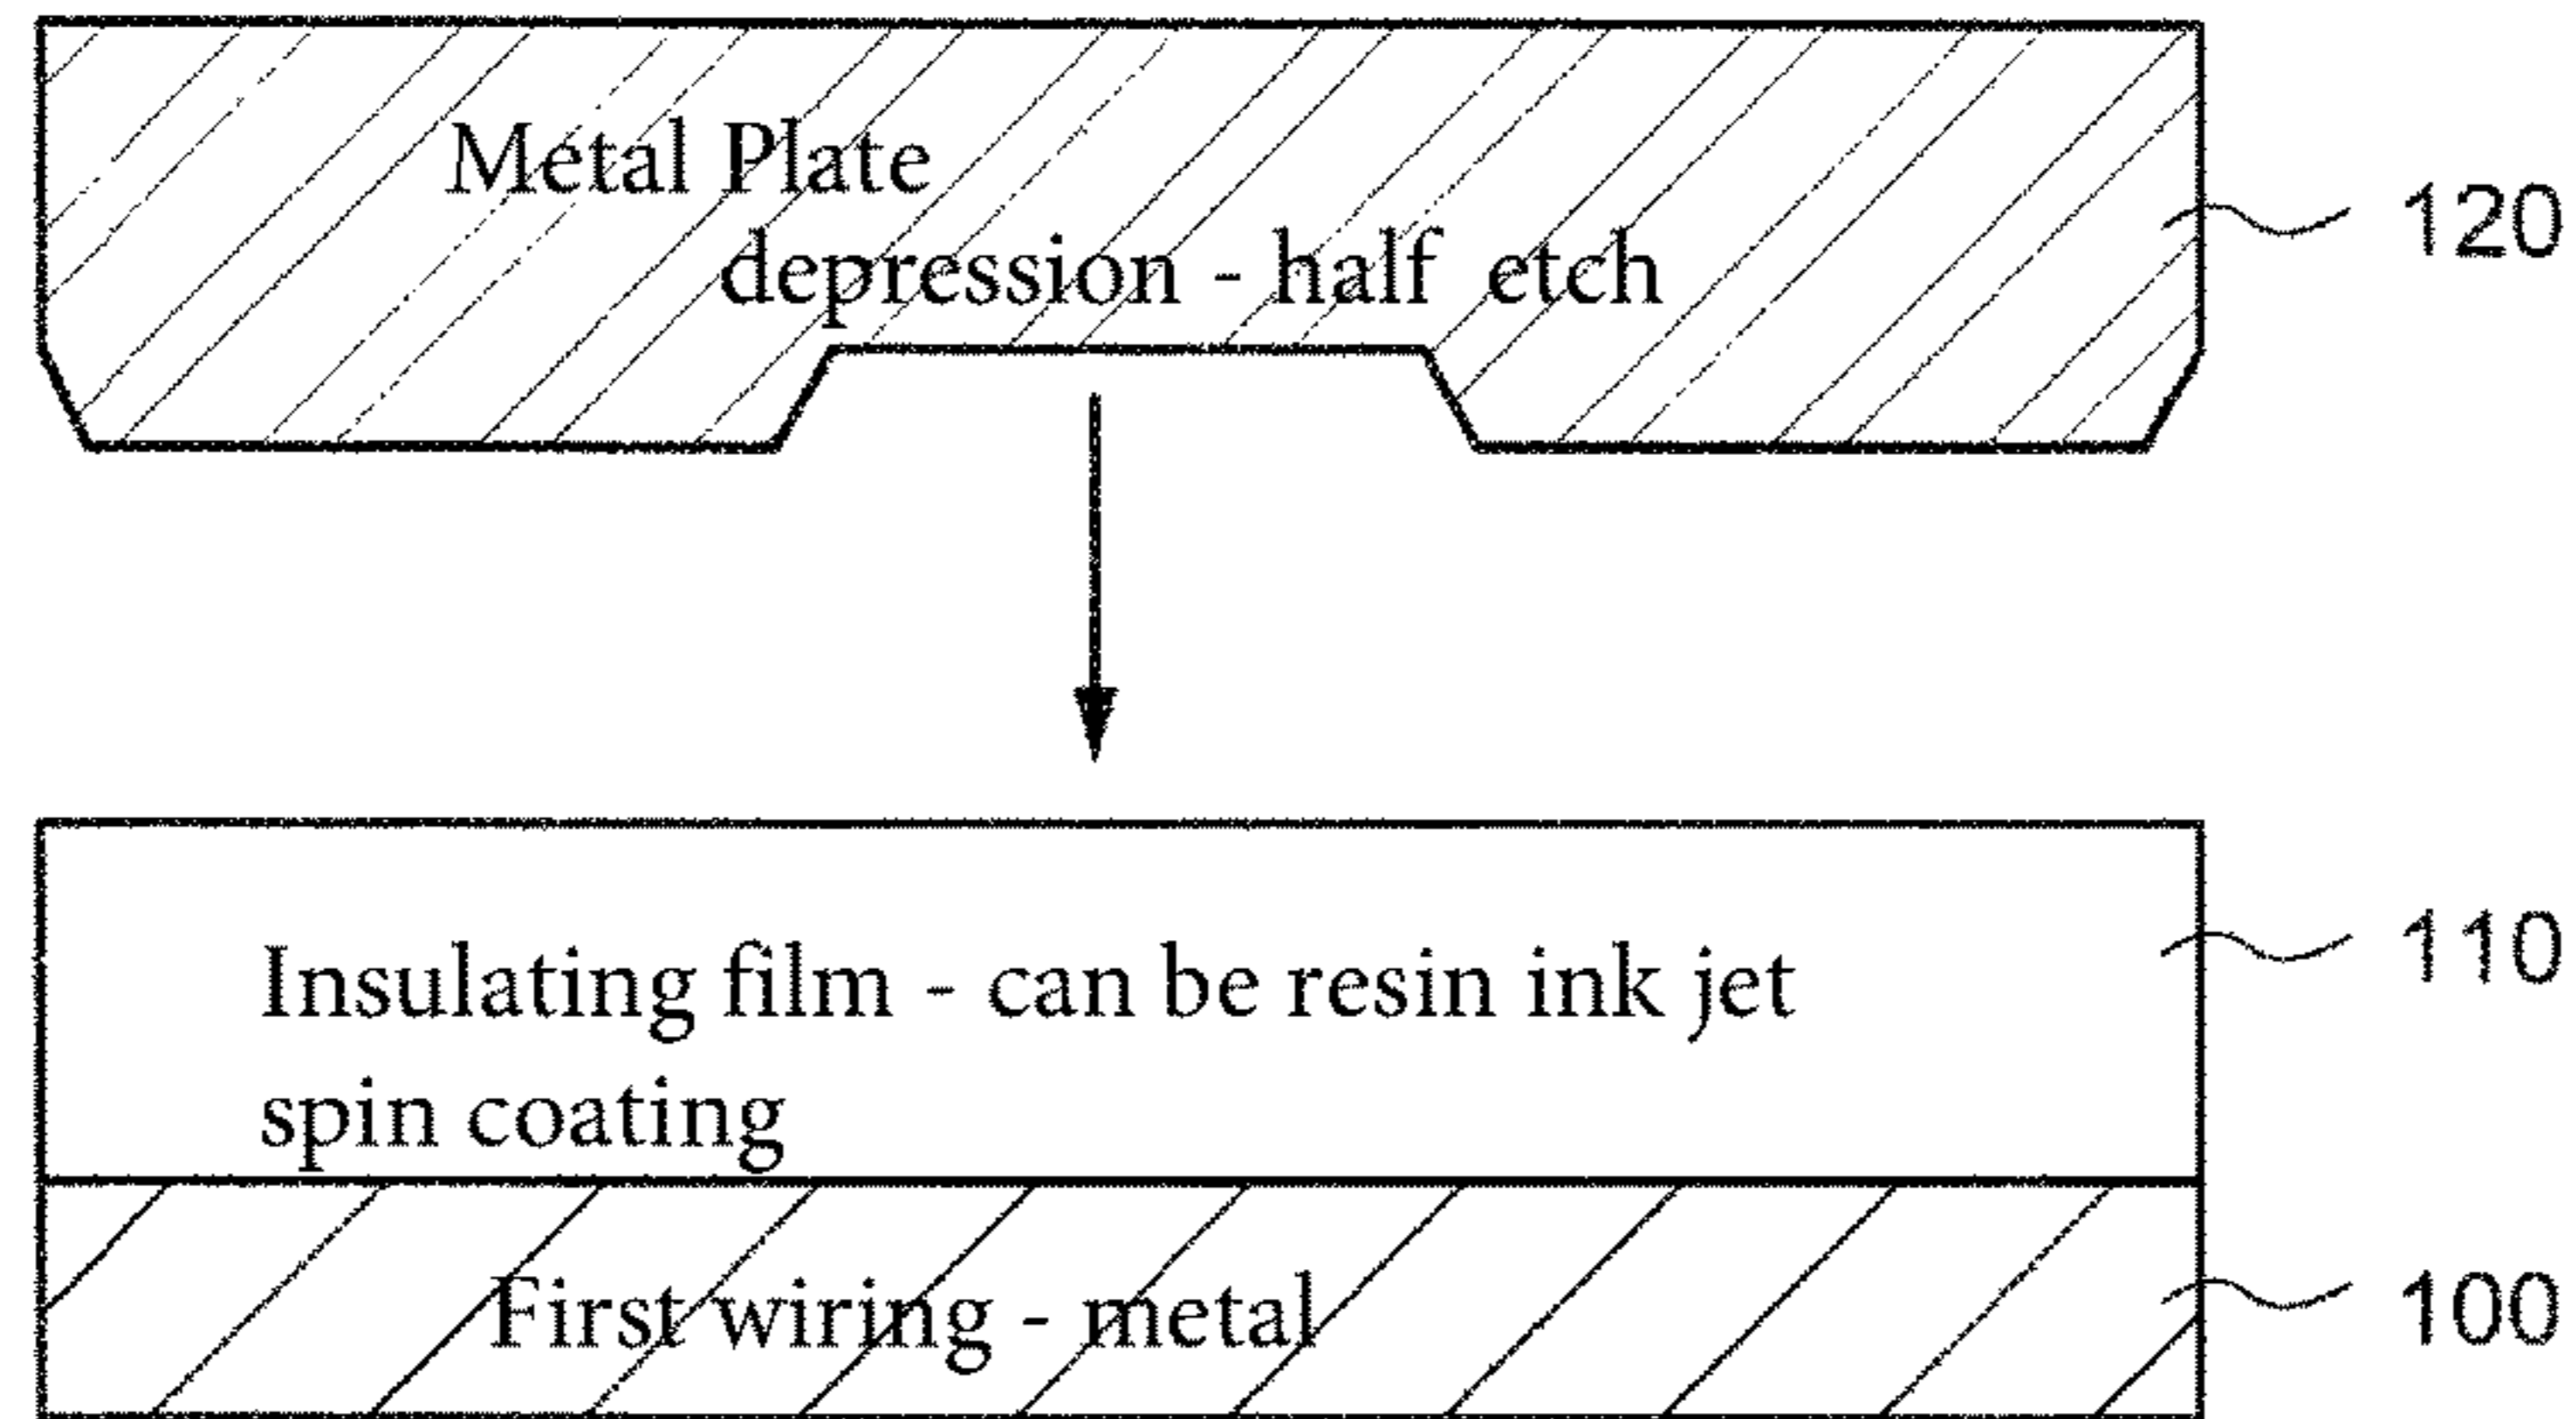 Metal Plate
depression - half etch
120
Insulating film - can be resin ink jet
110
spin coating
First wiring - metal
100